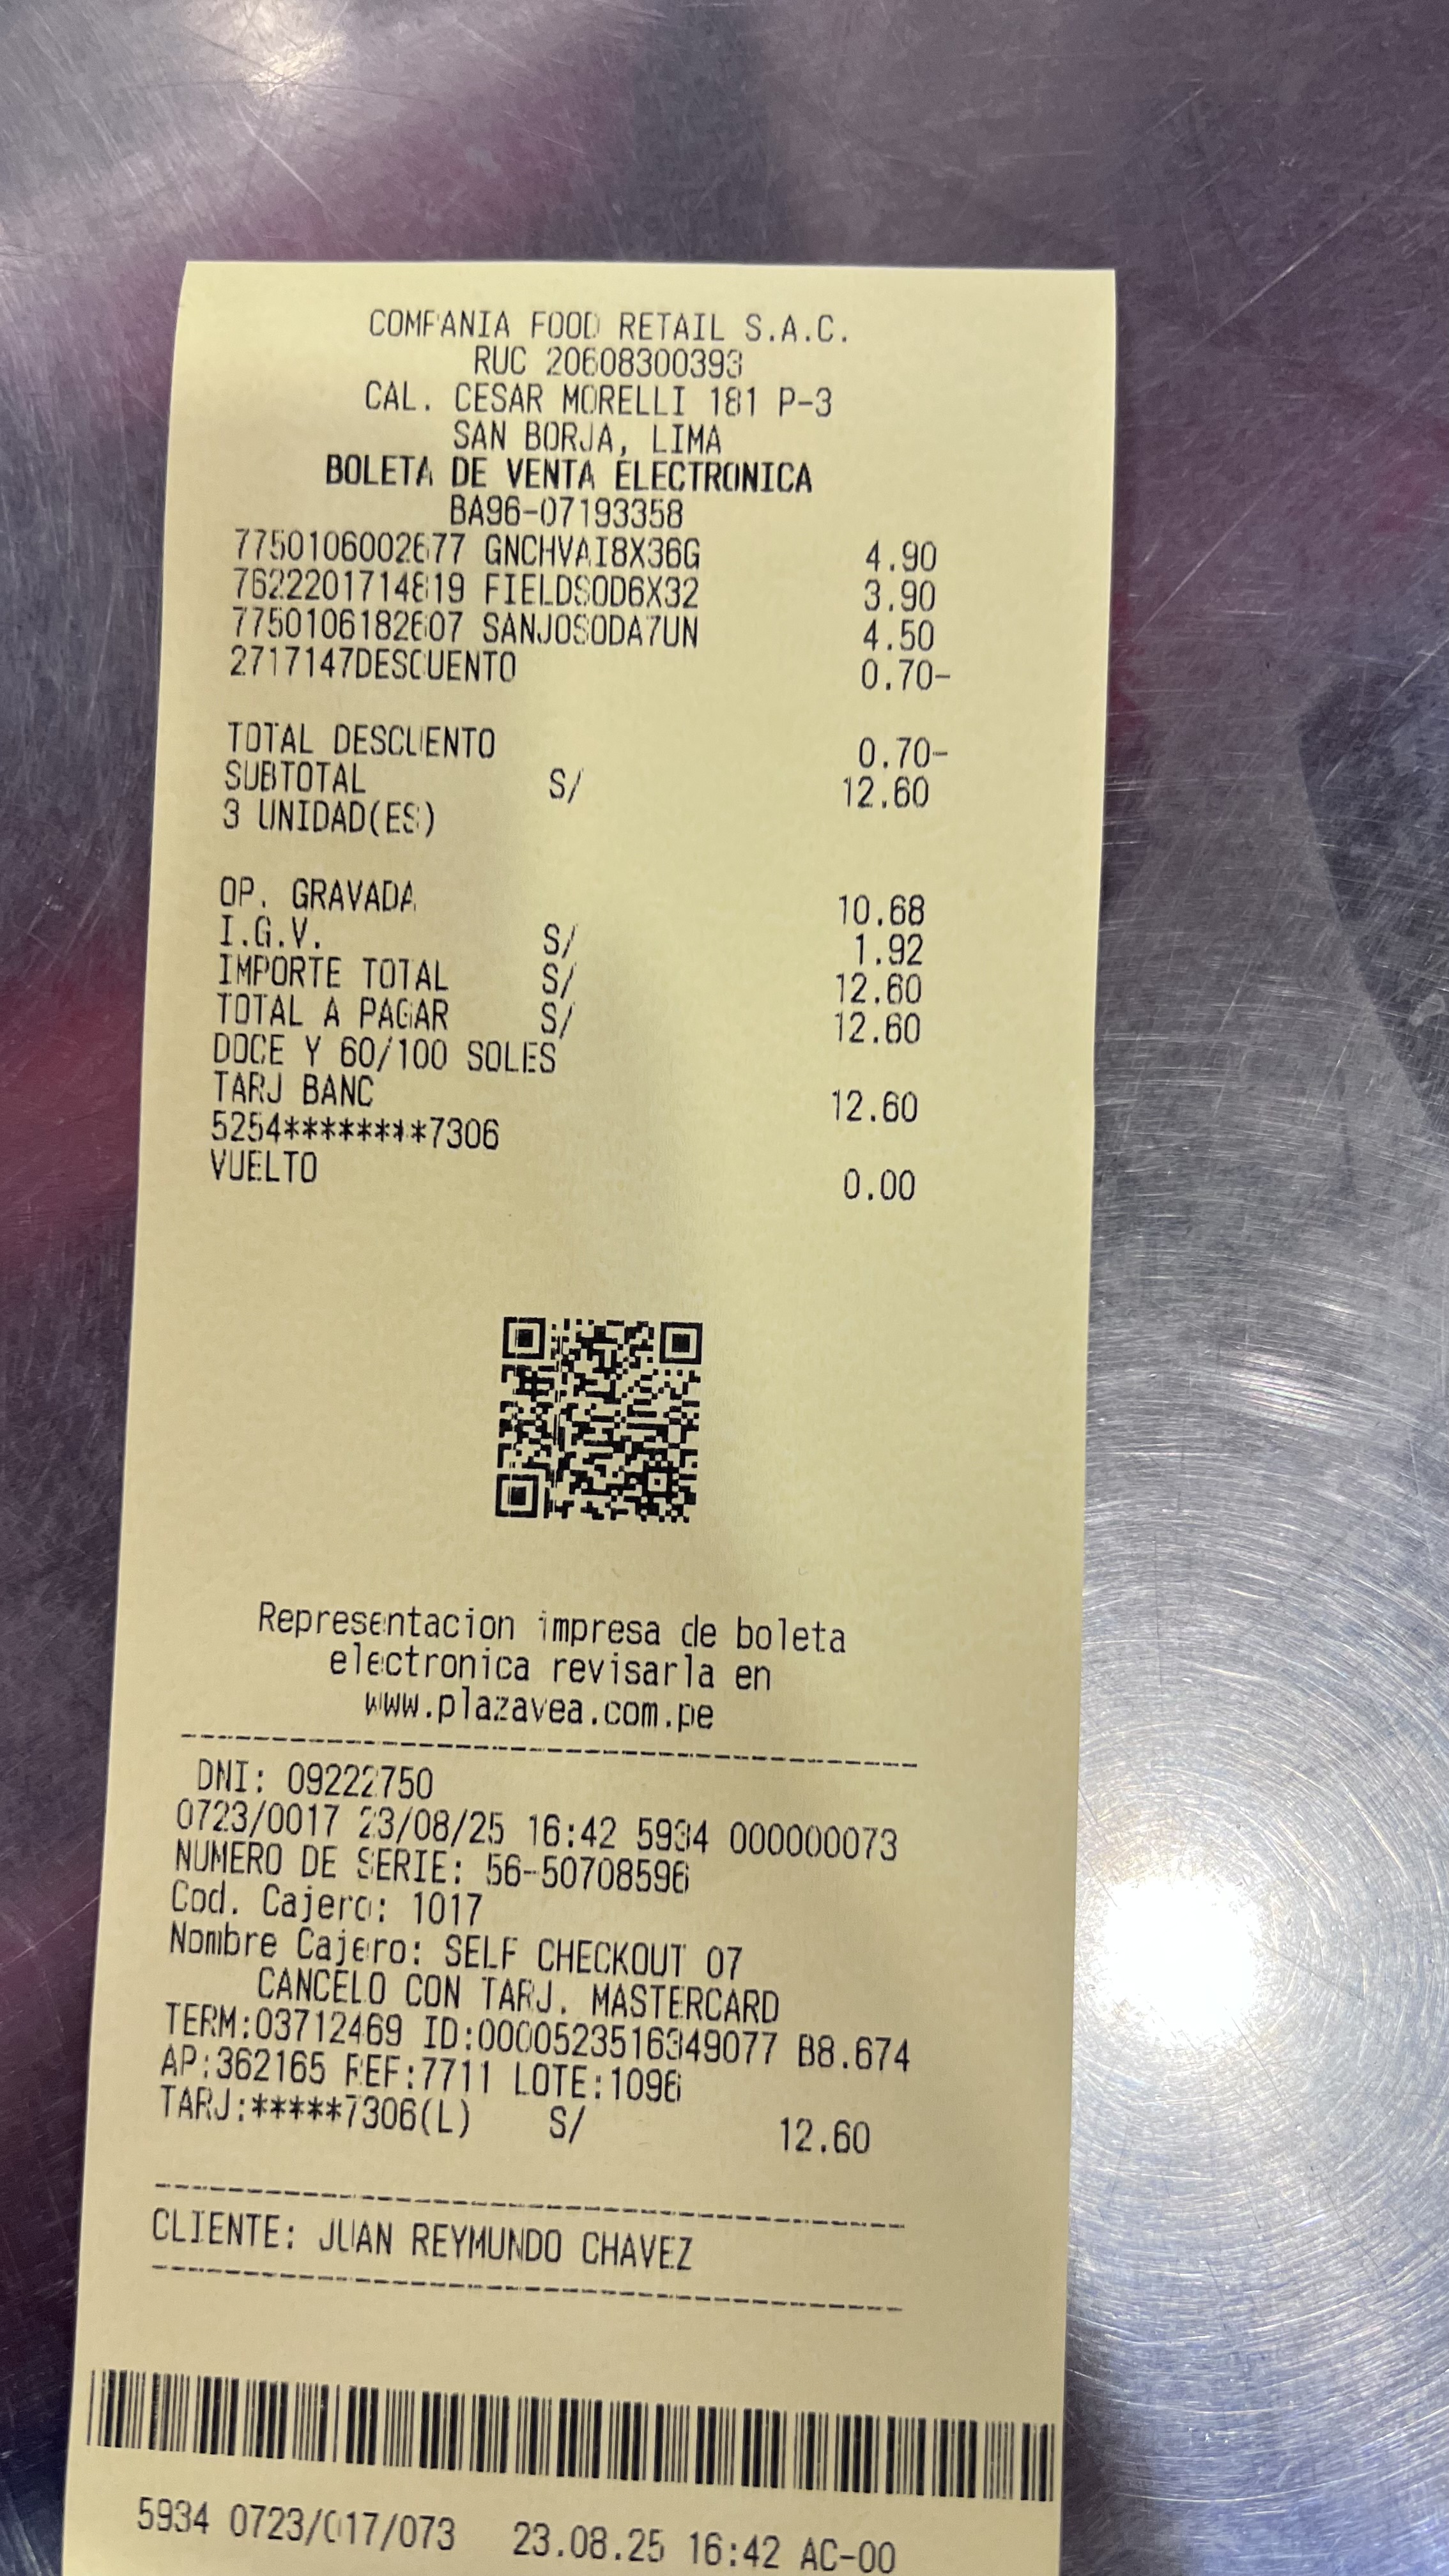 COMPANIA FOOD RETAIL S.A.C.
RUC 20608300393
CAL. CESAR MORELLI 181 P-3
SAN BORJA, LIMA
BOLETA DE VENTA ELECTRONICA
BA96-07193358
7750106002677 GNCHVAI8X36G 4.90
7622201714819 FIELDSOD6X32 3.90
7750106182607 SANJOSODA7UN 4.50
2717147DESCUENTO 0.70-
TOTAL DESCUENTO 0.70-
SUBTOTAL S/ 12.60
3 UNIDAD(ES)
OP. GRAVADA 10.68
I.G.V. S/ 1.92
IMPORTE TOTAL S/ 12.60
TOTAL A PAGAR S/ 12.60
DOCE Y 60/100 SOLES
TARJ BANC 12.60
5254********7306
VUELTO 0.00
Representacion impresa de boleta
electronica revisarla en
www.plazavea.com.pe
DNI: 09222750
0723/0017 23/08/25 16:42 5934 000000073
NUMERO DE SERIE: 56-50708596
Cod. Cajero: 1017
Nombre Cajero: SELF CHECKOUT 07
CANCELO CON TARJ. MASTERCARD
TERM:03712469 ID:0000523516349077 B8.674
AP:362165 REF:7711 LOTE:1096
TARJ:*****7306(L) S/ 12.60
CLIENTE: JUAN REYMUNDO CHAVEZ
5934 0723/017/073 23.08.25 16:42 AC-00